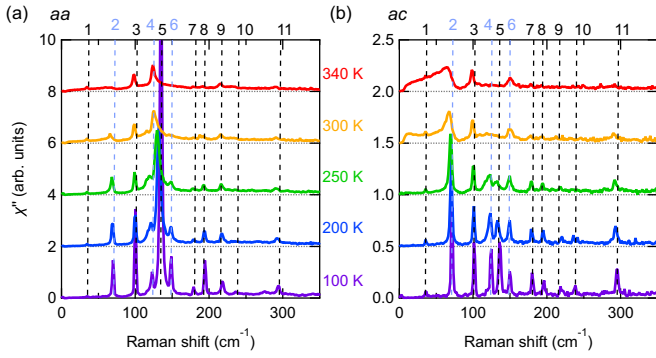 (a) aa
1 2 3 4 5 6 7 8 9 10 11
8
6
4
2
0
χ'' (arb. units)
0 100 200 300
Raman shift (cm⁻¹)
340 K
300 K
250 K
200 K
100 K
(b) ac
1 2 3 4 5 6 7 8 9 10 11
2.5
2.0
1.5
1.0
0.5
0.0
0 100 200 300
Raman shift (cm⁻¹)